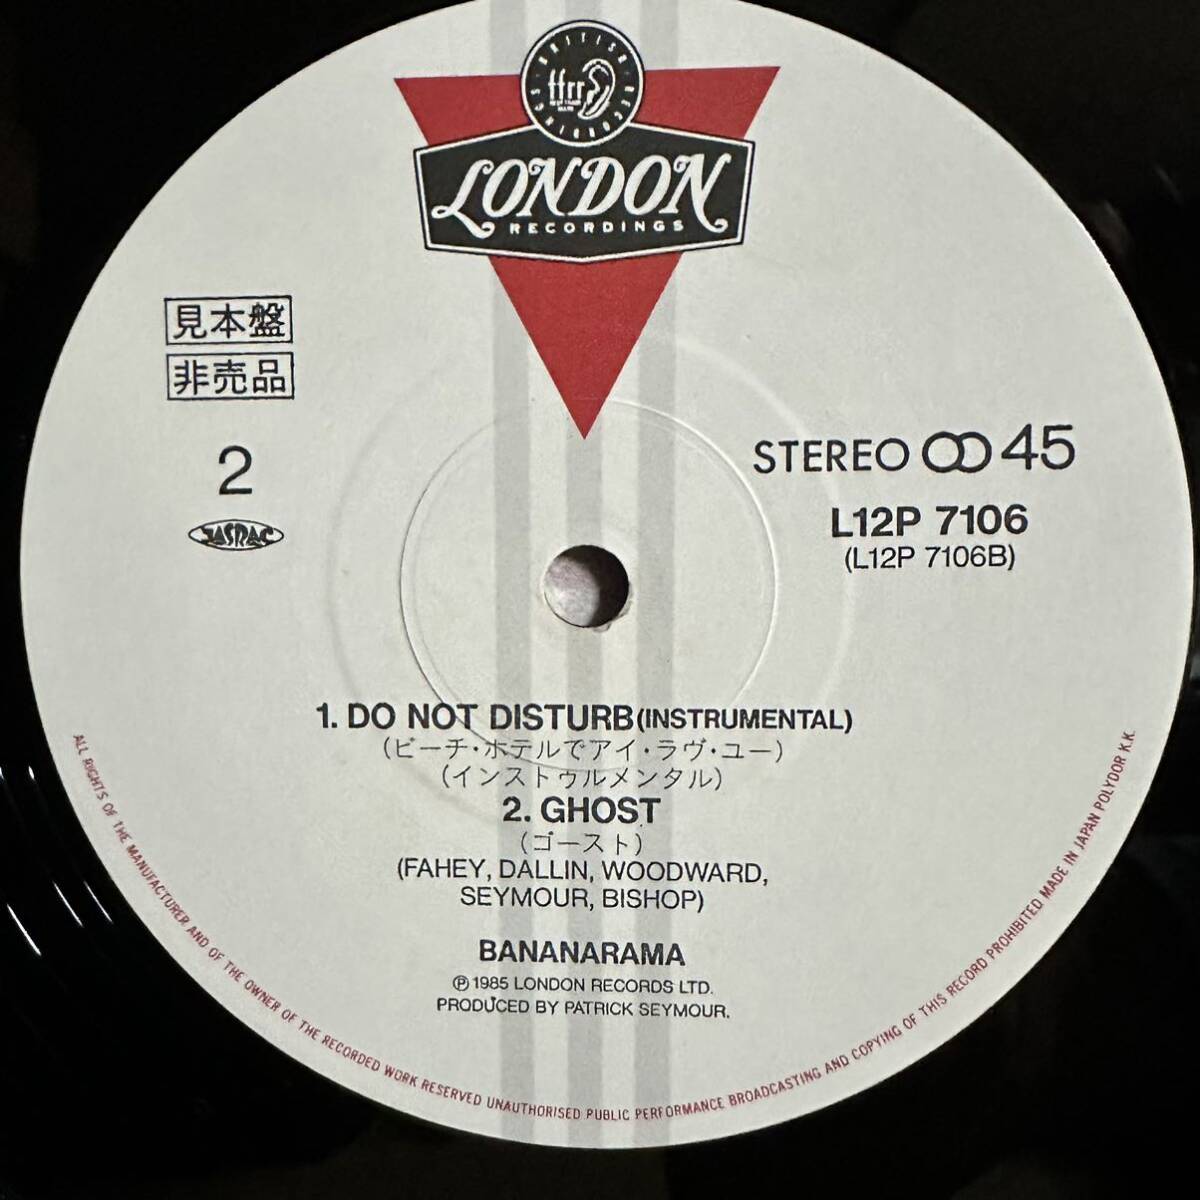 BRITISH · RECORDINGS ·
ffrr
LONDON
RECORDINGS
見本盤
非売品
2
JASRAC
STEREO 45
L12P 7106
(L12P 7106B)
1. DO NOT DISTURB(INSTRUMENTAL)
(ビーチ・ホテルでアイ・ラヴ・ユー)
(インストゥルメンタル)
2. GHOST
(ゴースト)
(FAHEY, DALLIN, WOODWARD,
SEYMOUR, BISHOP)
BANANARAMA
Ⓟ 1985 LONDON RECORDS LTD.
PRODUCED BY PATRICK SEYMOUR.
ALL RIGHTS OF THE MANUFACTURER AND OF THE OWNER OF THE RECORDED WORK RESERVED UNAUTHORISED PUBLIC PERFORMANCE BROADCASTING AND COPYING OF THIS RECORD PROHIBITED MADE IN JAPAN POLYDOR K.K.